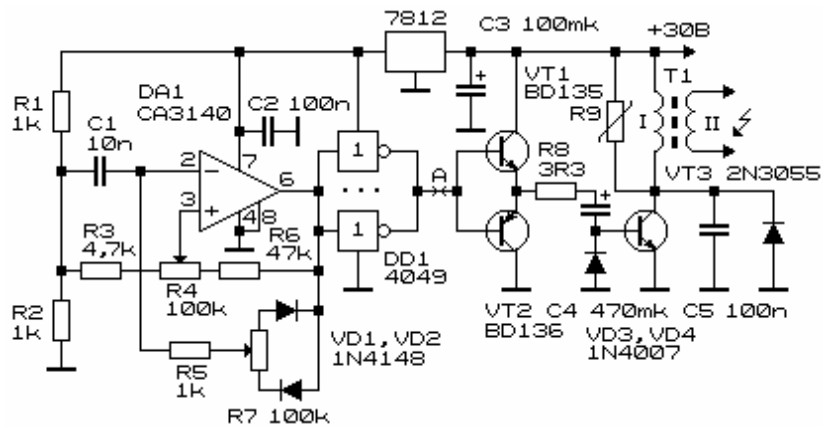 7812
C3 100mk
+30В
DA1
CA3140
C2 100n
VT1
BD135
T1
R1
1k
C1
10n
R9
I
II
2
7
6
1
R8
3R3
VT3 2N3055
A
3
4
8
· · ·
R3
4,7k
R6
47k
1
R4
100k
DD1
4049
R2
1k
VT2
BD136
C4 470mk
C5 100n
VD1,VD2
1N4148
VD3,VD4
1N4007
R5
1k
R7 100k
−
+
+
+